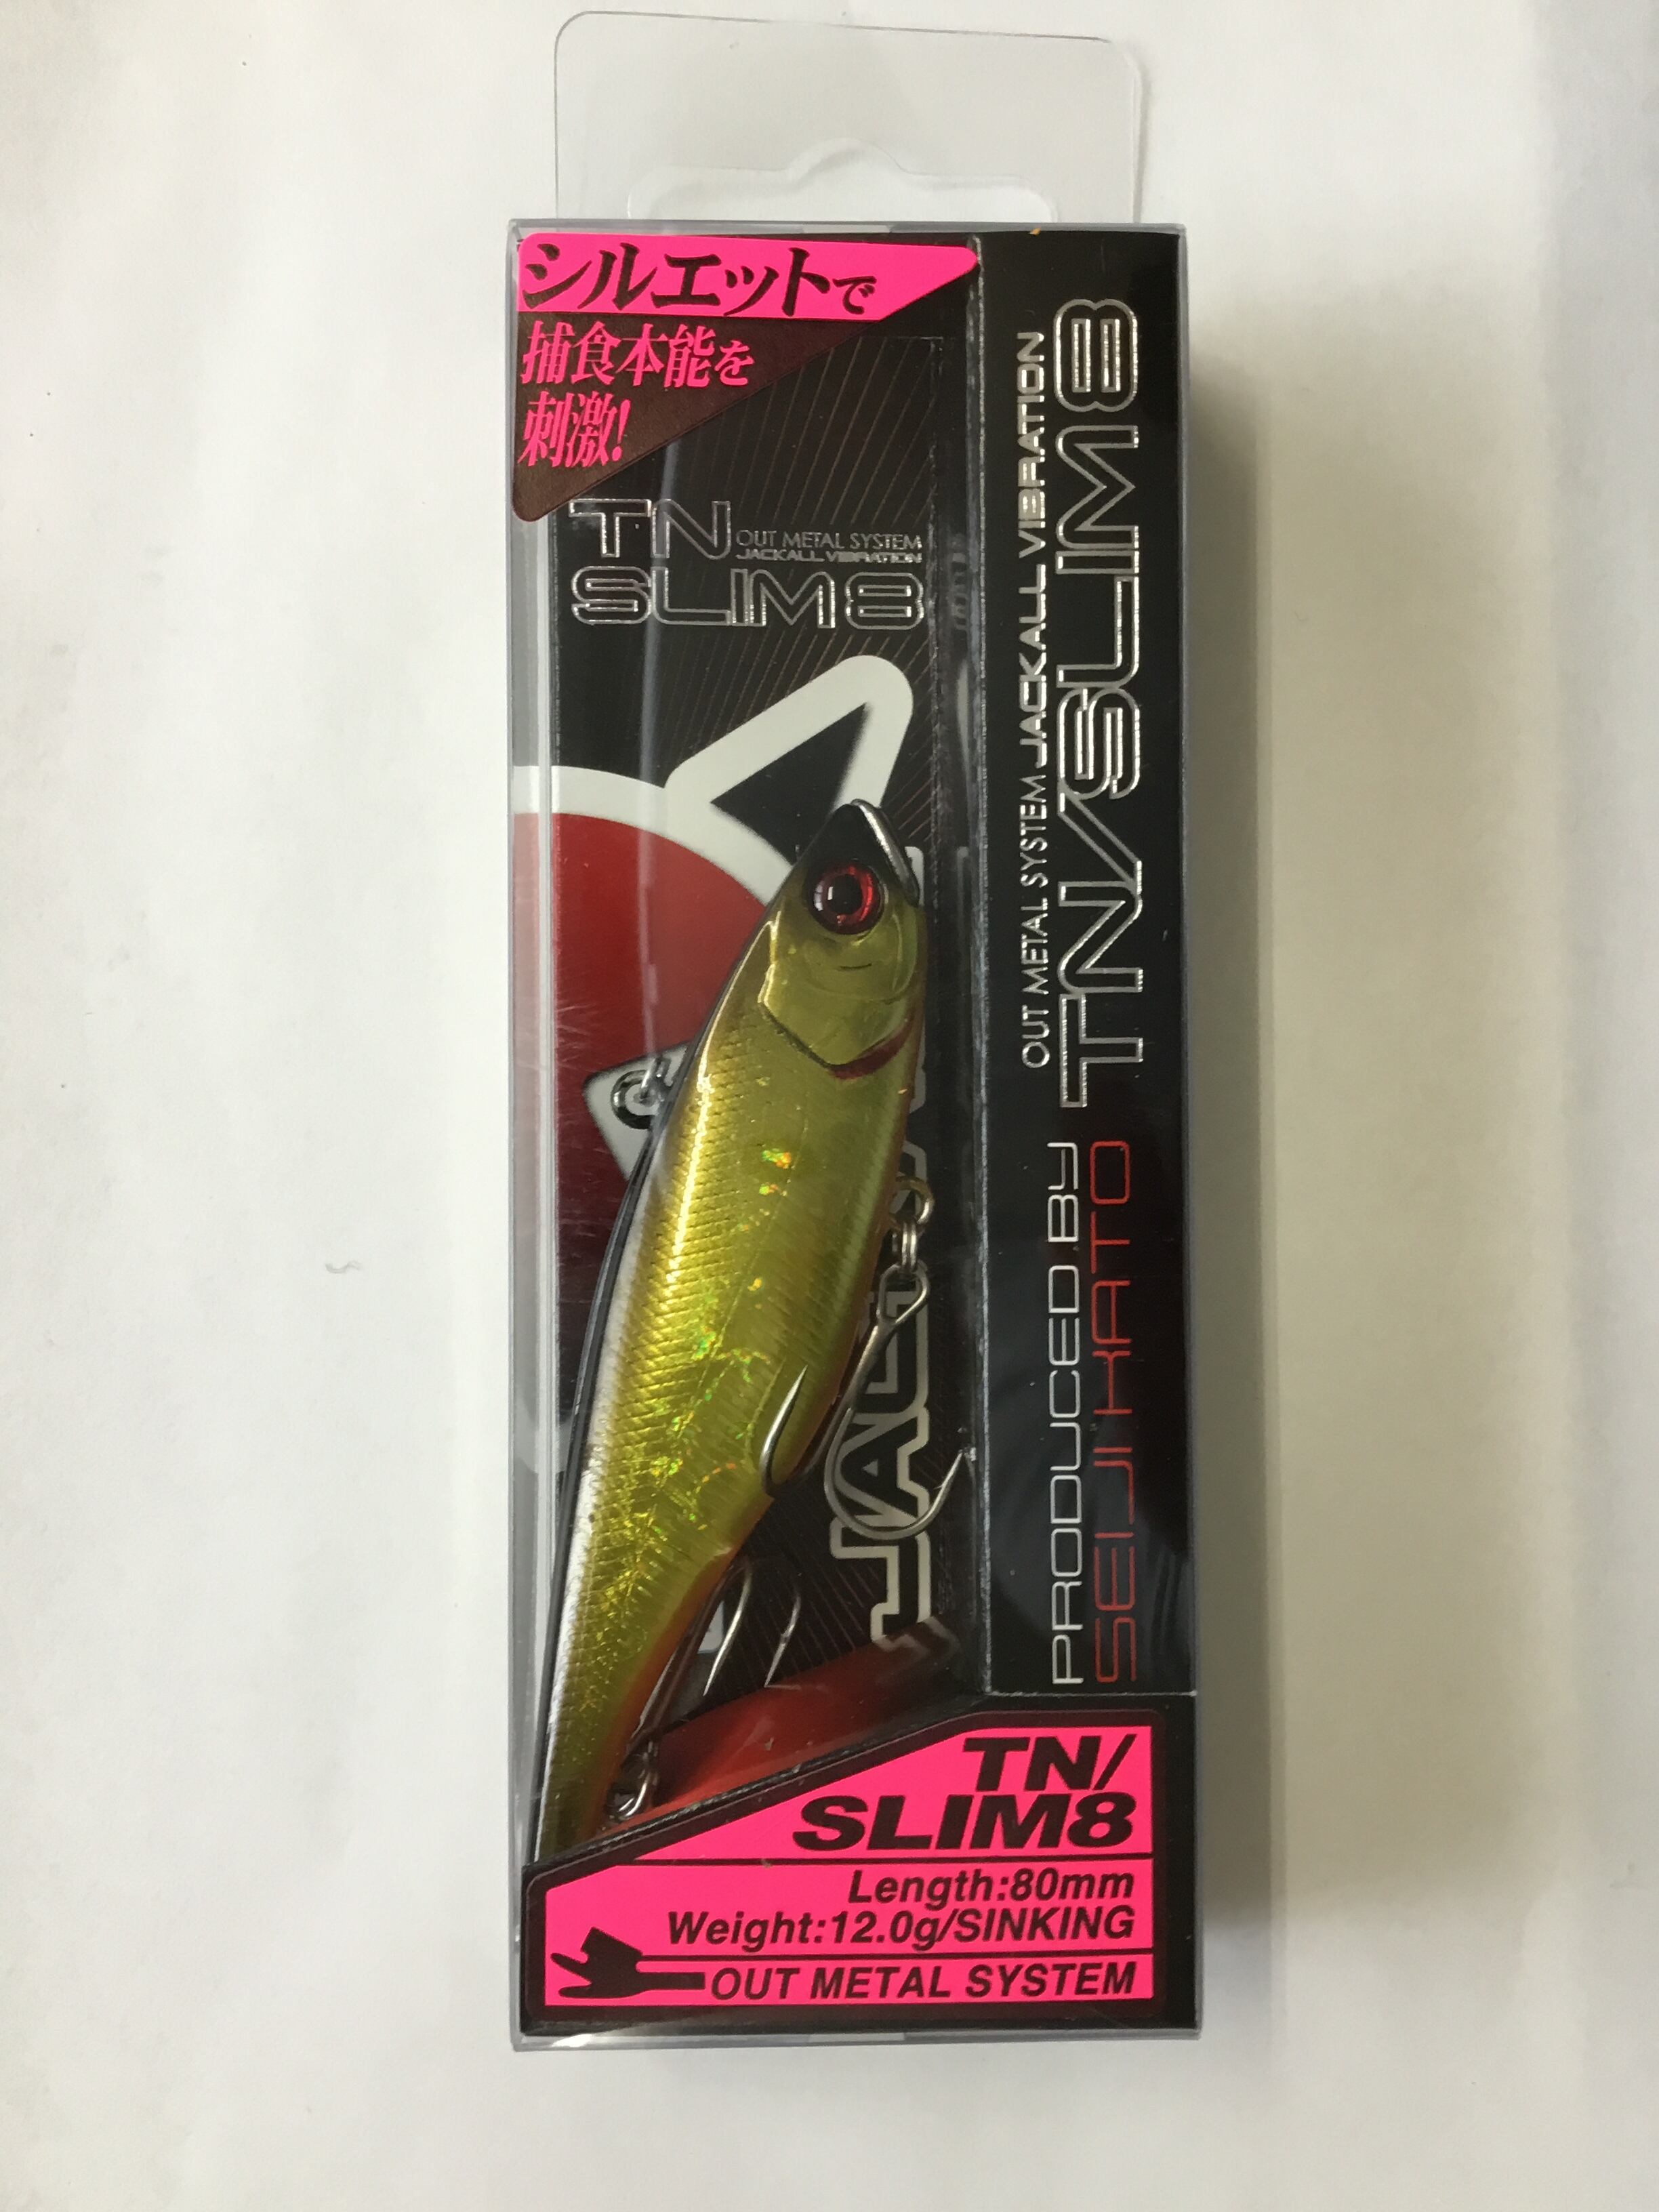 シルエットで
捕食本能を
刺激!
TN
OUT METAL SYSTEM
JACKALL VIBRATION
SLIM8
OUT METAL SYSTEM JACKALL VIBRATION
TN/SLIM8
PRODUCED BY
SEIJI KATO
TN/
SLIM8
Length:80mm
Weight:12.0g/SINKING
OUT METAL SYSTEM